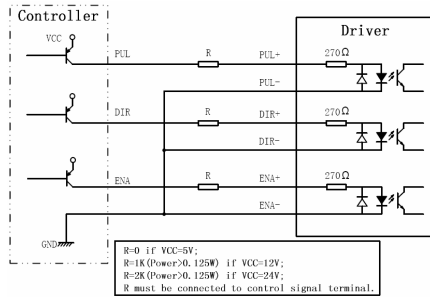 Controller
Driver
VCC
PUL
R
PUL+
270Ω
PUL-
DIR
R
DIR+
270Ω
DIR-
ENA
R
ENA+
270Ω
ENA-
GND
R=0 if VCC=5V;
R=1K(Power>0.125W) if VCC=12V;
R=2K(Power>0.125W) if VCC=24V;
R must be connected to control signal terminal.